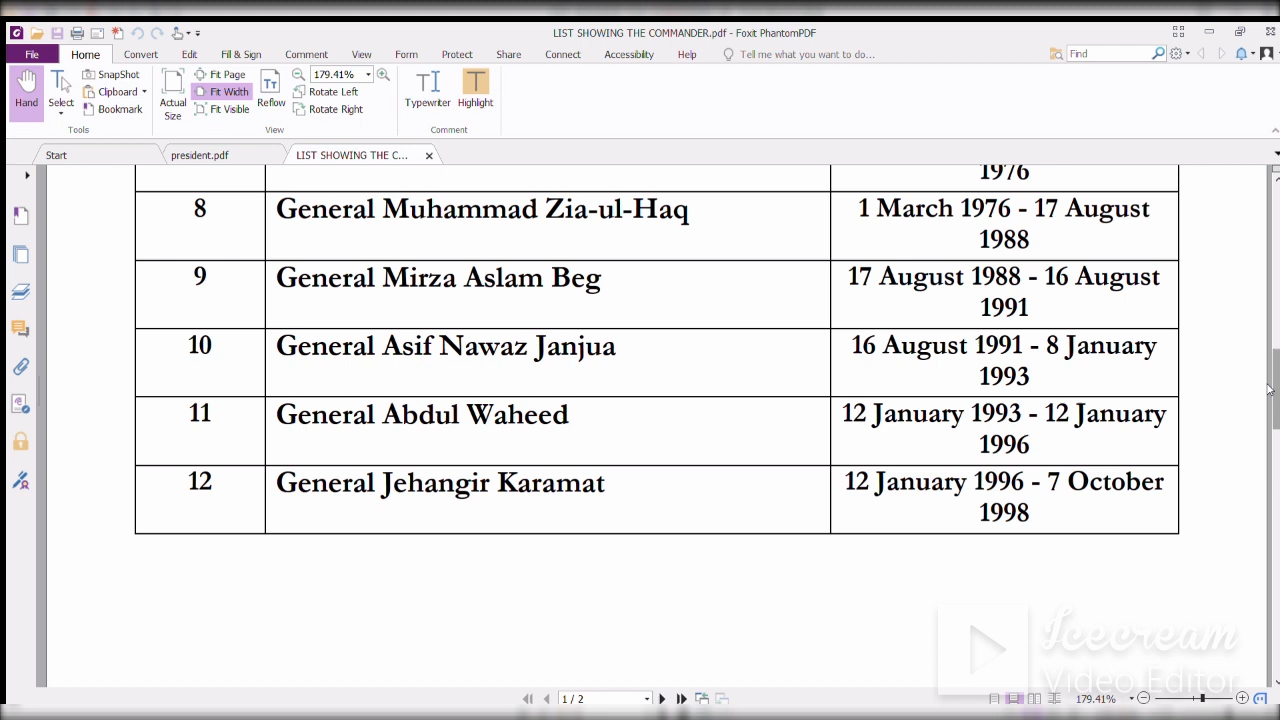 LIST SHOWING THE COMMANDER.pdf - Foxit PhantomPDF
File Home Convert Edit Fill & Sign Comment View Form Protect Share Connect Accessibility Help Tell me what you want to do... Find
Hand Select SnapShot Clipboard Bookmark Actual Size Fit Page Fit Width Fit Visible Reflow 179.41% Rotate Left Rotate Right Typewriter Highlight
Tools View Comment
Start president.pdf LIST SHOWING THE C...
1976
8 General Muhammad Zia-ul-Haq 1 March 1976 - 17 August
1988
9 General Mirza Aslam Beg 17 August 1988 - 16 August
1991
10 General Asif Nawaz Janjua 16 August 1991 - 8 January
1993
11 General Abdul Waheed 12 January 1993 - 12 January
1996
12 General Jehangir Karamat 12 January 1996 - 7 October
1998
Icecream
Video Editor
1 / 2 179.41%